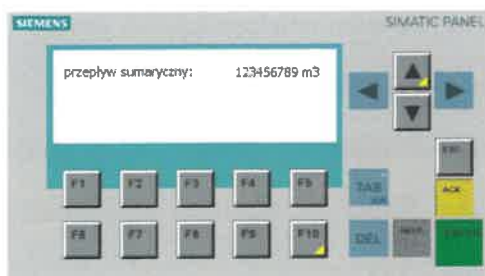 SIEMENS
SIMATIC PANEL
przepływ sumaryczny: 123456789 m3
ESC
F1 F2 F3 F4 F5
TAB
ACK
F6 F7 F8 F9 F10
DEL
ENTER